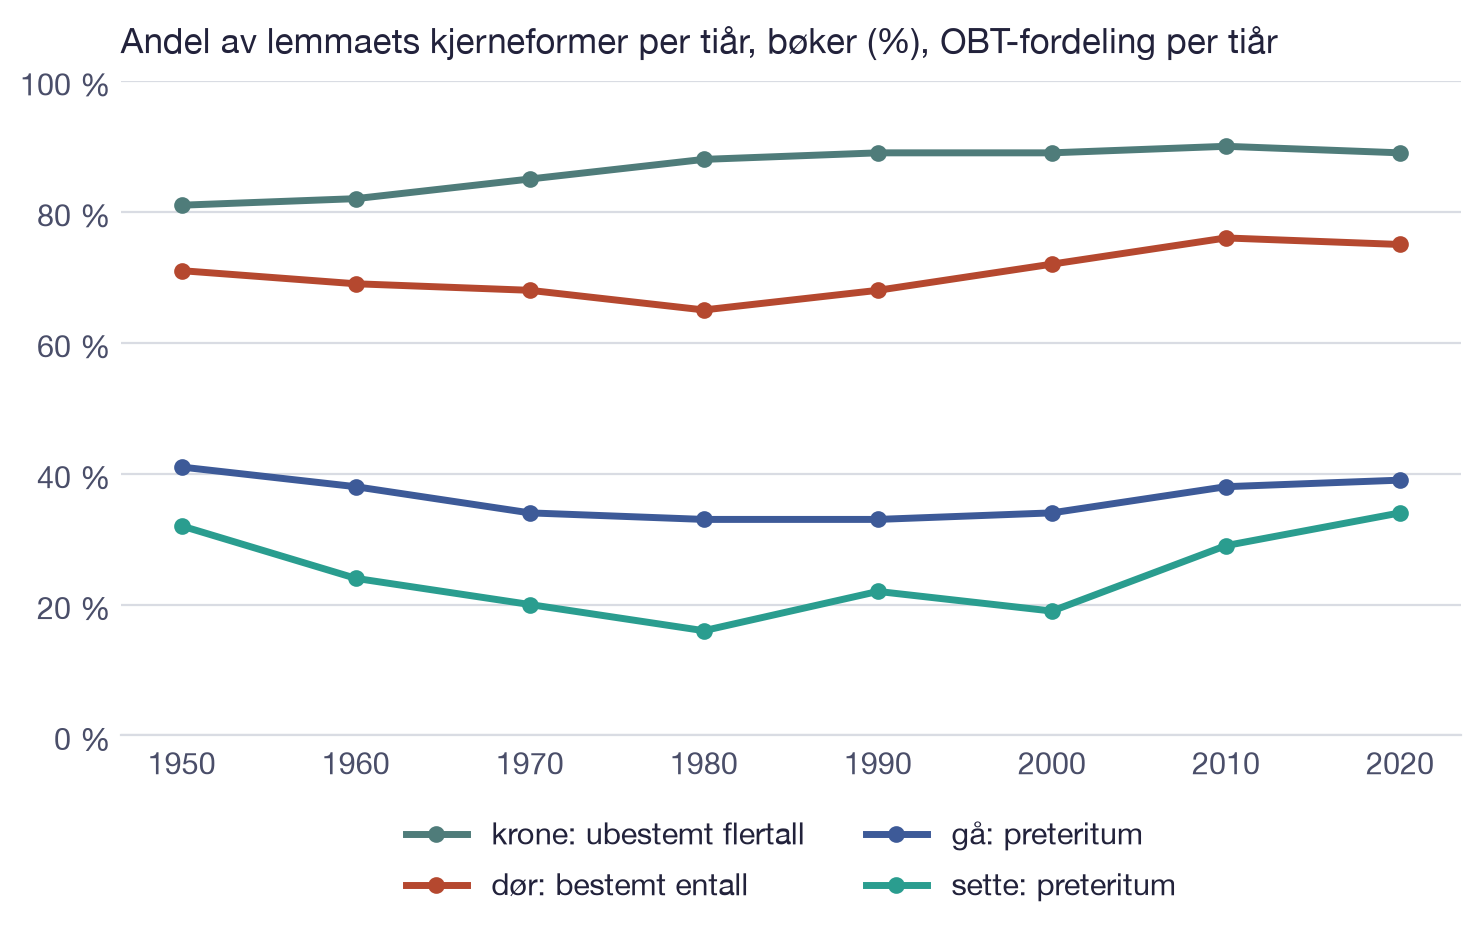 Andel av lemmaets kjerneformer per tiår, bøker (%), OBT-fordeling per tiår
100 %
80 %
60 %
40 %
20 %
0 %
1950 1960 1970 1980 1990 2000 2010 2020
krone: ubestemt flertall gå: preteritum
dør: bestemt entall sette: preteritum